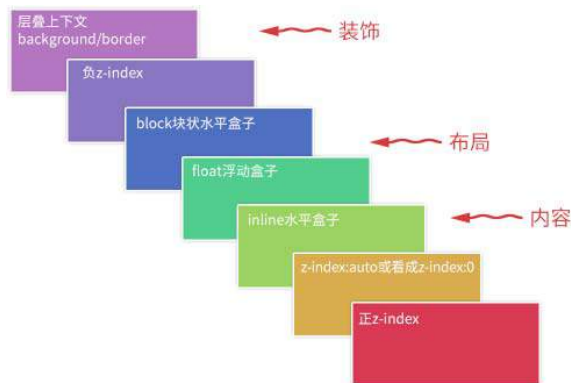 层叠上下文
background/border
装饰
负z-index
block块状水平盒子
布局
float浮动盒子
inline水平盒子
内容
z-index:auto或看成z-index:0
正z-index